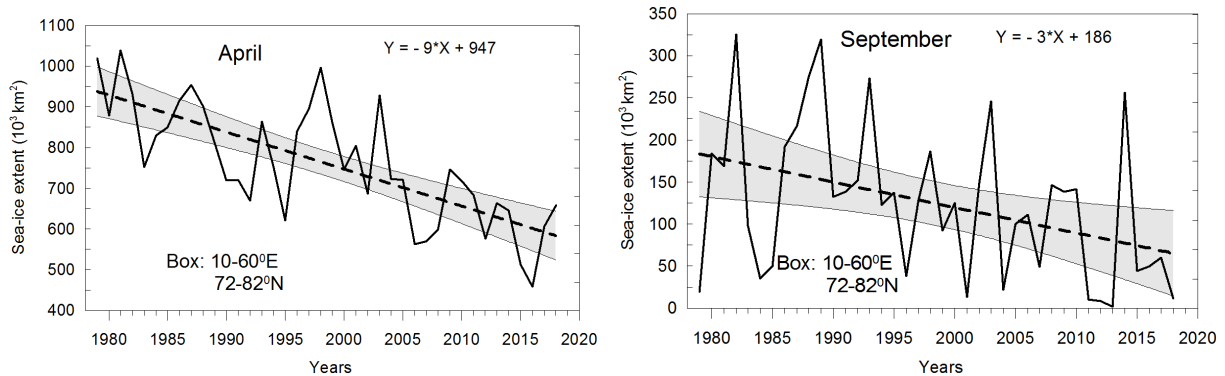 April
Y = - 9*X + 947
Sea-ice extent (10³ km²)
1100
1000
900
800
700
600
500
400
Box: 10-60⁰E
72-82⁰N
1980 1985 1990 1995 2000 2005 2010 2015 2020
Years
September
Y = - 3*X + 186
Sea-ice extent (10³ km²)
350
300
250
200
150
100
50
0
Box: 10-60⁰E
72-82⁰N
1980 1985 1990 1995 2000 2005 2010 2015 2020
Years